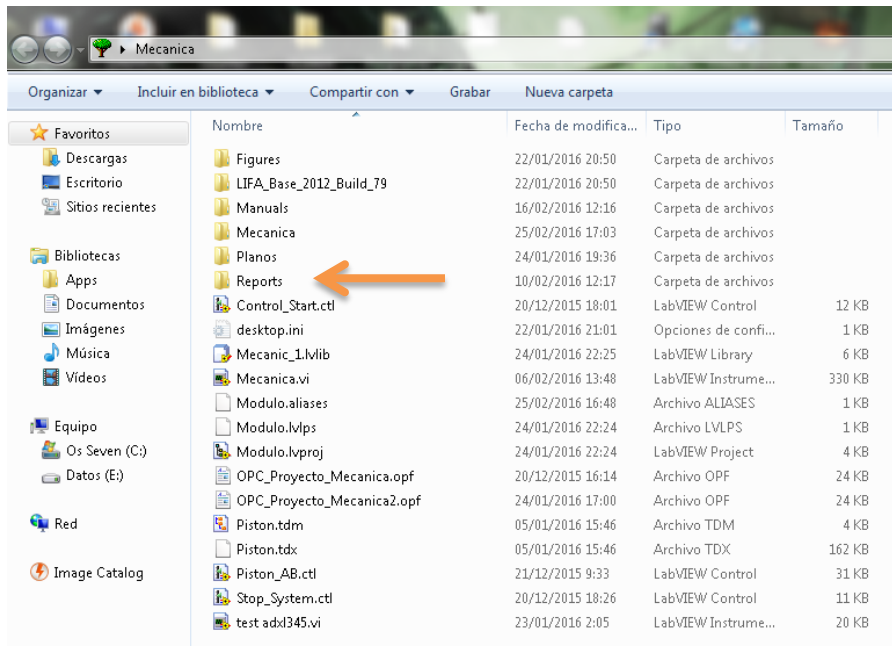 Mecanica
Organizar Incluir en biblioteca Compartir con Grabar Nueva carpeta
Nombre Fecha de modifica... Tipo Tamaño
Favoritos
Descargas
Escritorio
Sitios recientes
Bibliotecas
Apps
Documentos
Imágenes
Música
Vídeos
Equipo
Os Seven (C:)
Datos (E:)
Red
Image Catalog
Figures 22/01/2016 20:50 Carpeta de archivos
LIFA_Base_2012_Build_79 22/01/2016 20:50 Carpeta de archivos
Manuals 16/02/2016 12:16 Carpeta de archivos
Mecanica 25/02/2016 17:03 Carpeta de archivos
Planos 24/01/2016 19:36 Carpeta de archivos
Reports 10/02/2016 12:17 Carpeta de archivos
Control_Start.ctl 20/12/2015 18:01 LabVIEW Control 12 KB
desktop.ini 22/01/2016 21:01 Opciones de confi... 1 KB
Mecanic_1.lvlib 24/01/2016 22:25 LabVIEW Library 6 KB
Mecanica.vi 06/02/2016 13:48 LabVIEW Instrume... 330 KB
Modulo.aliases 25/02/2016 16:48 Archivo ALIASES 1 KB
Modulo.lvlps 24/01/2016 22:24 Archivo LVLPS 1 KB
Modulo.lvproj 24/01/2016 22:24 LabVIEW Project 4 KB
OPC_Proyecto_Mecanica.opf 20/12/2015 16:14 Archivo OPF 24 KB
OPC_Proyecto_Mecanica2.opf 24/01/2016 17:00 Archivo OPF 24 KB
Piston.tdm 05/01/2016 15:46 Archivo TDM 4 KB
Piston.tdx 05/01/2016 15:46 Archivo TDX 162 KB
Piston_AB.ctl 21/12/2015 9:33 LabVIEW Control 31 KB
Stop_System.ctl 20/12/2015 18:26 LabVIEW Control 11 KB
test adxl345.vi 23/01/2016 2:05 LabVIEW Instrume... 20 KB